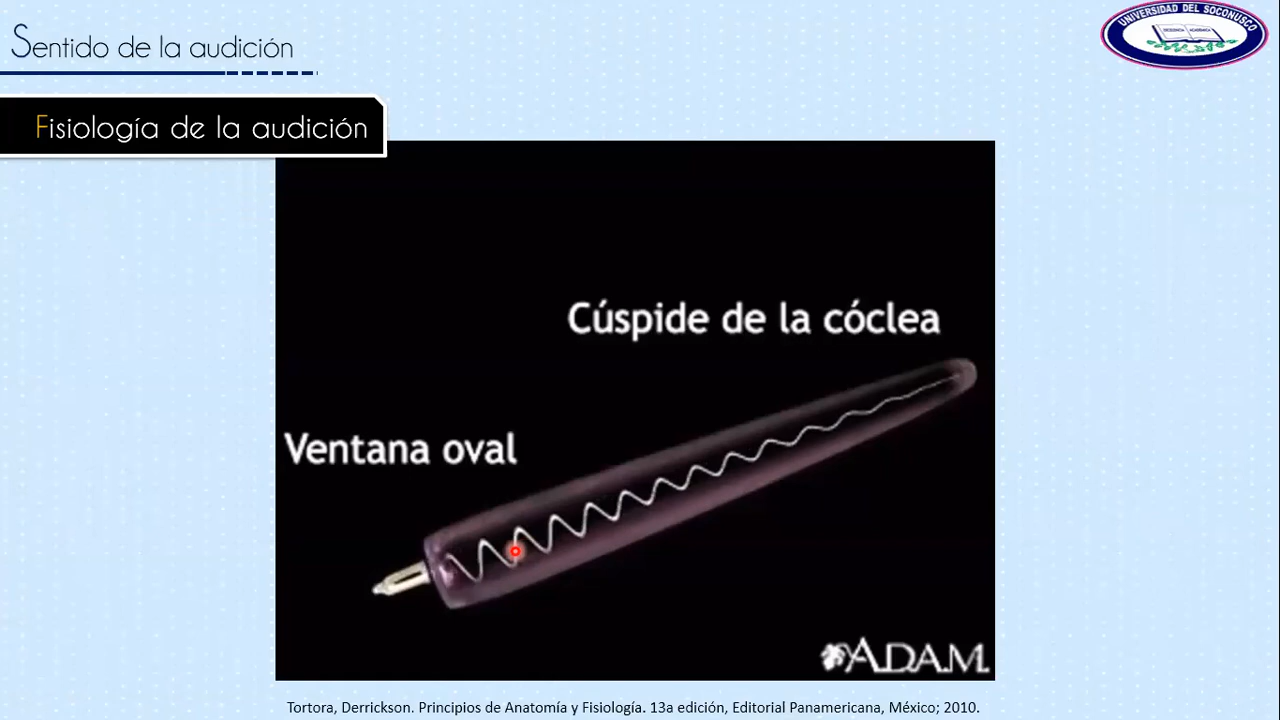 Sentido de la audición
UNIVERSIDAD DEL SOCONUSCO
Fisiología de la audición
Cúspide de la cóclea
Ventana oval
A.D.A.M.
Tortora, Derrickson. Principios de Anatomía y Fisiología. 13a edición, Editorial Panamericana, México; 2010.